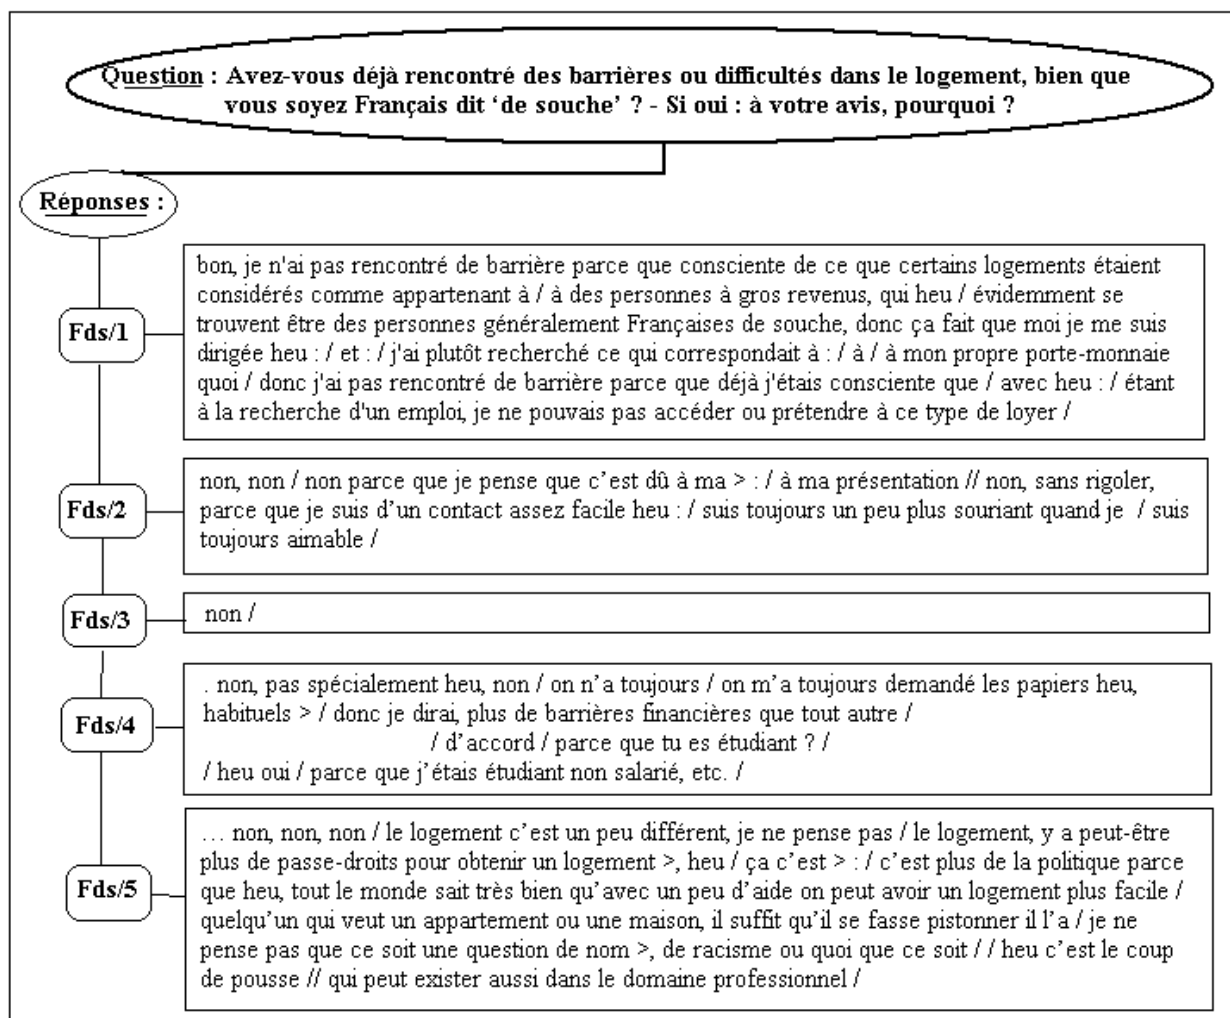 Question : Avez-vous déjà rencontré des barrières ou difficultés dans le logement, bien que
vous soyez Français dit ‘de souche’ ? - Si oui : à votre avis, pourquoi ?
Réponses :
Fds/1
bon, je n'ai pas rencontré de barrière parce que consciente de ce que certains logements étaient
considérés comme appartenant à / à des personnes à gros revenus, qui heu / évidemment se
trouvent être des personnes généralement Françaises de souche, donc ça fait que moi je me suis
dirigée heu : / et : / j'ai plutôt recherché ce qui correspondait à : / à / à mon propre porte-monnaie
quoi / donc j'ai pas rencontré de barrière parce que déjà j'étais consciente que / avec heu : / étant
à la recherche d'un emploi, je ne pouvais pas accéder ou prétendre à ce type de loyer /
Fds/2
non, non / non parce que je pense que c’est dû à ma > : / à ma présentation // non, sans rigoler,
parce que je suis d’un contact assez facile heu : / suis toujours un peu plus souriant quand je / suis
toujours aimable /
Fds/3
non /
Fds/4
. non, pas spécialement heu, non / on n’a toujours / on m’a toujours demandé les papiers heu,
habituels > / donc je dirai, plus de barrières financières que tout autre /
/ d’accord / parce que tu es étudiant ? /
/ heu oui / parce que j’étais étudiant non salarié, etc. /
Fds/5
… non, non, non / le logement c’est un peu différent, je ne pense pas / le logement, y a peut-être
plus de passe-droits pour obtenir un logement >, heu / ça c’est > : / c’est plus de la politique parce
que heu, tout le monde sait très bien qu’avec un peu d’aide on peut avoir un logement plus facile /
quelqu’un qui veut un appartement ou une maison, il suffit qu’il se fasse pistonner il l’a / je ne
pense pas que ce soit une question de nom >, de racisme ou quoi que ce soit / / heu c’est le coup
de pousse // qui peut exister aussi dans le domaine professionnel /